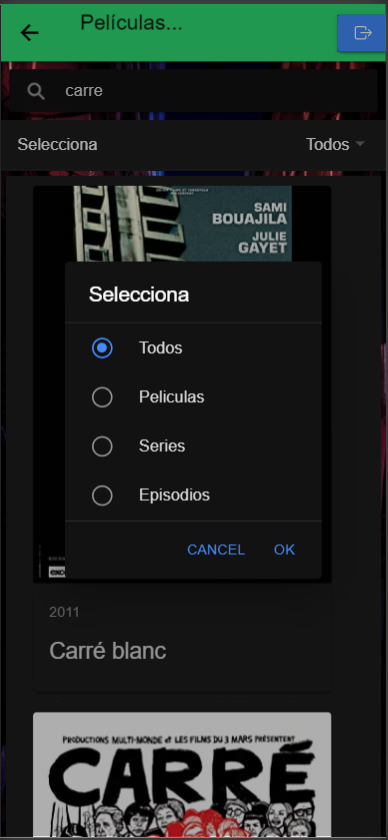 Películas...
carre
Selecciona
Todos
SAMI
BOUAJILA
JULIE
GAYET
Selecciona
Todos
Peliculas
Series
Episodios
CANCEL
OK
2011
Carré blanc
PRODUCTIONS MULTI-MONDE et LES FILMS DU 3 MARS PRÉSENTENT
CARRÉ